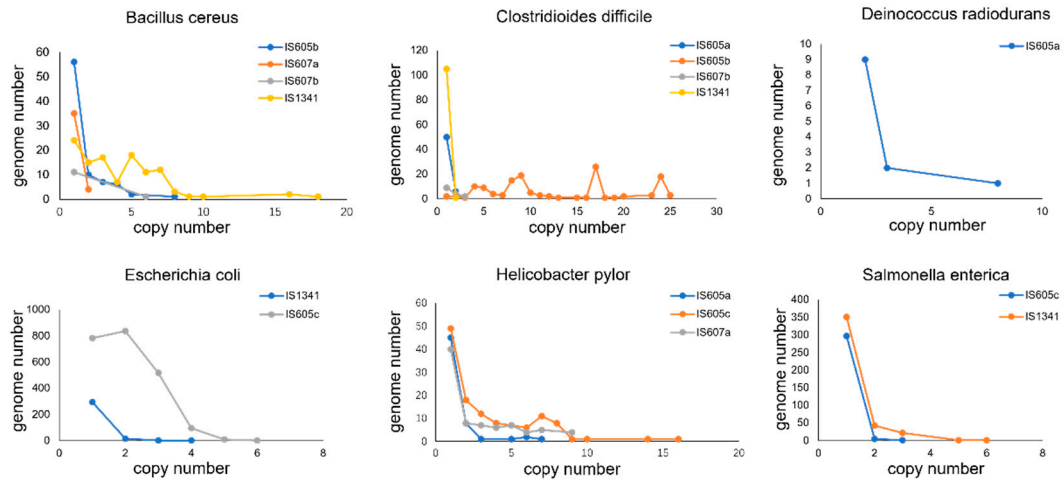 Bacillus cereus
genome number
60
50
40
30
20
10
0
0 5 10 15 20
copy number
IS605b
IS607a
IS607b
IS1341
Clostridioides difficile
genome number
120
100
80
60
40
20
0
0 5 10 15 20 25 30
copy number
IS605a
IS605b
IS607b
IS1341
Deinococcus radiodurans
genome number
10
9
8
7
6
5
4
3
2
1
0
0 5 10
copy number
IS605a
Escherichia coli
genome number
1000
800
600
400
200
0
0 2 4 6 8
copy number
IS1341
IS605c
Helicobacter pylor
genome number
60
50
40
30
20
10
0
0 5 10 15 20
copy number
IS605a
IS605c
IS607a
Salmonella enterica
genome number
400
350
300
250
200
150
100
50
0
0 2 4 6 8
copy number
IS605c
IS1341